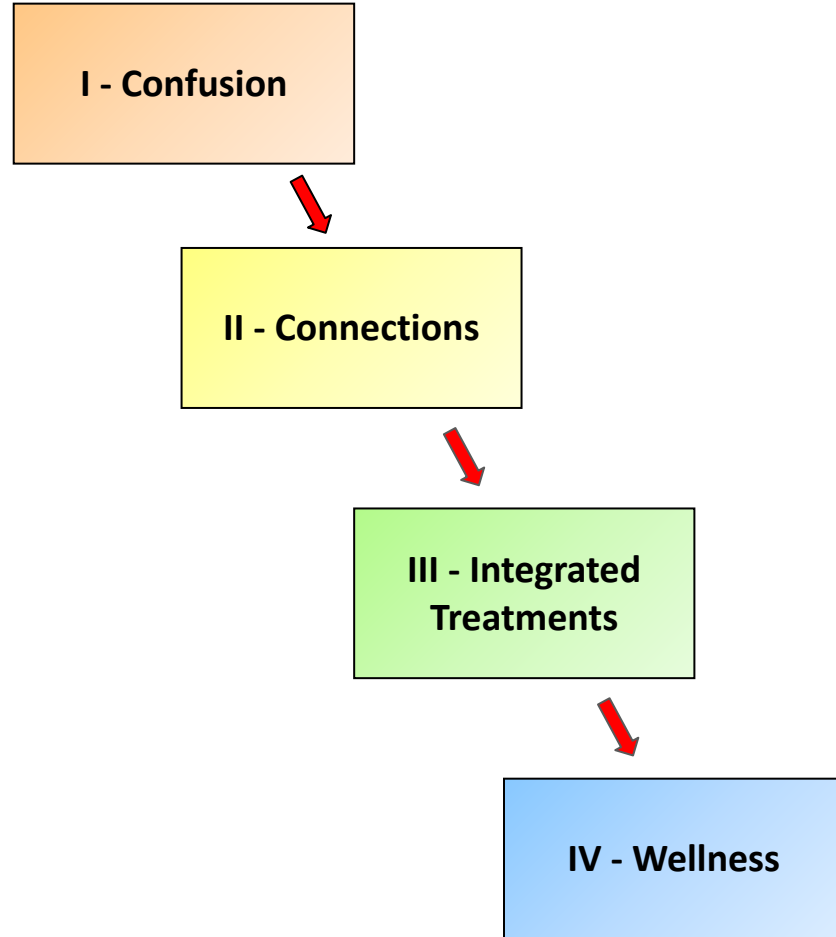 I - Confusion
II - Connections
III - Integrated
Treatments
IV - Wellness